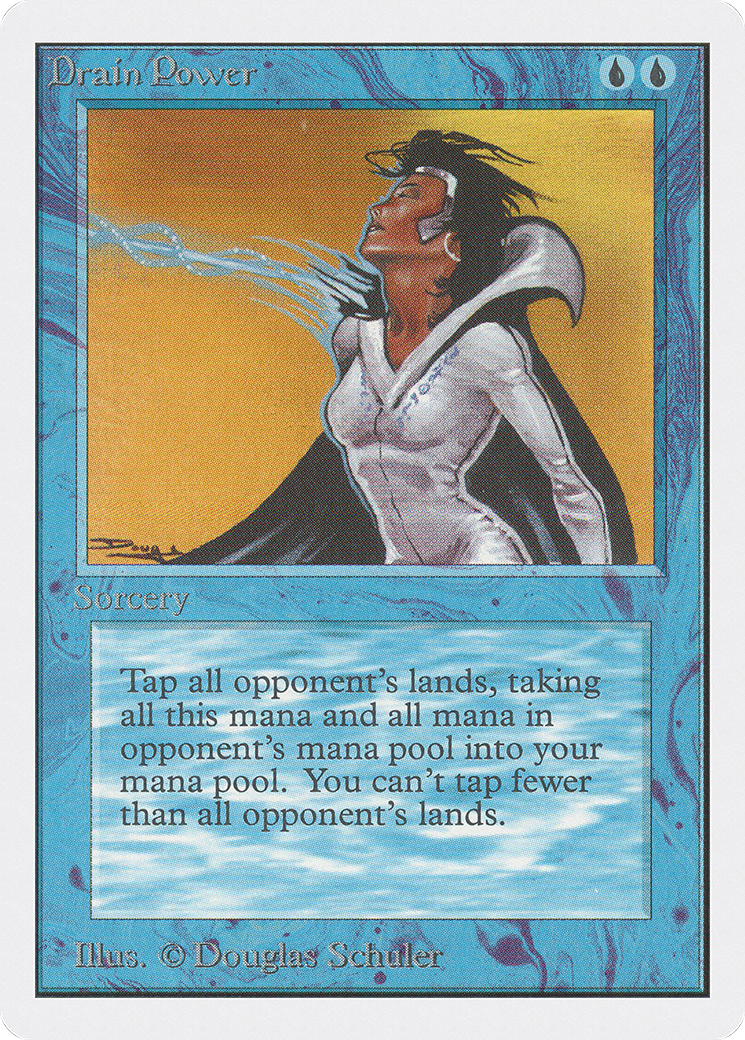 Drain Power
Sorcery
Tap all opponent's lands, taking
all this mana and all mana in
opponent's mana pool into your
mana pool. You can't tap fewer
than all opponent's lands.
Illus. © Douglas Schuler